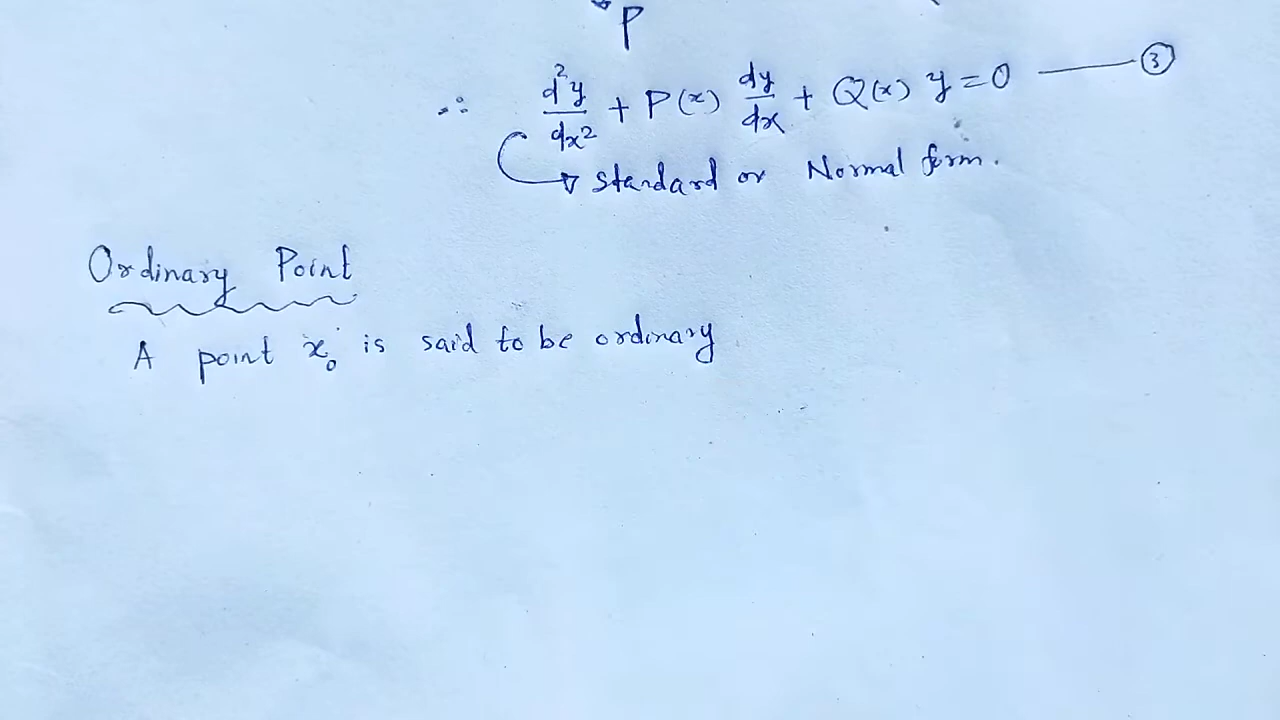 P
∴ d²y/dx² + P(x) dy/dx + Q(x) y = 0 —— ③
Standard or Normal form.
Ordinary Point
A point x₀ is said to be ordinary